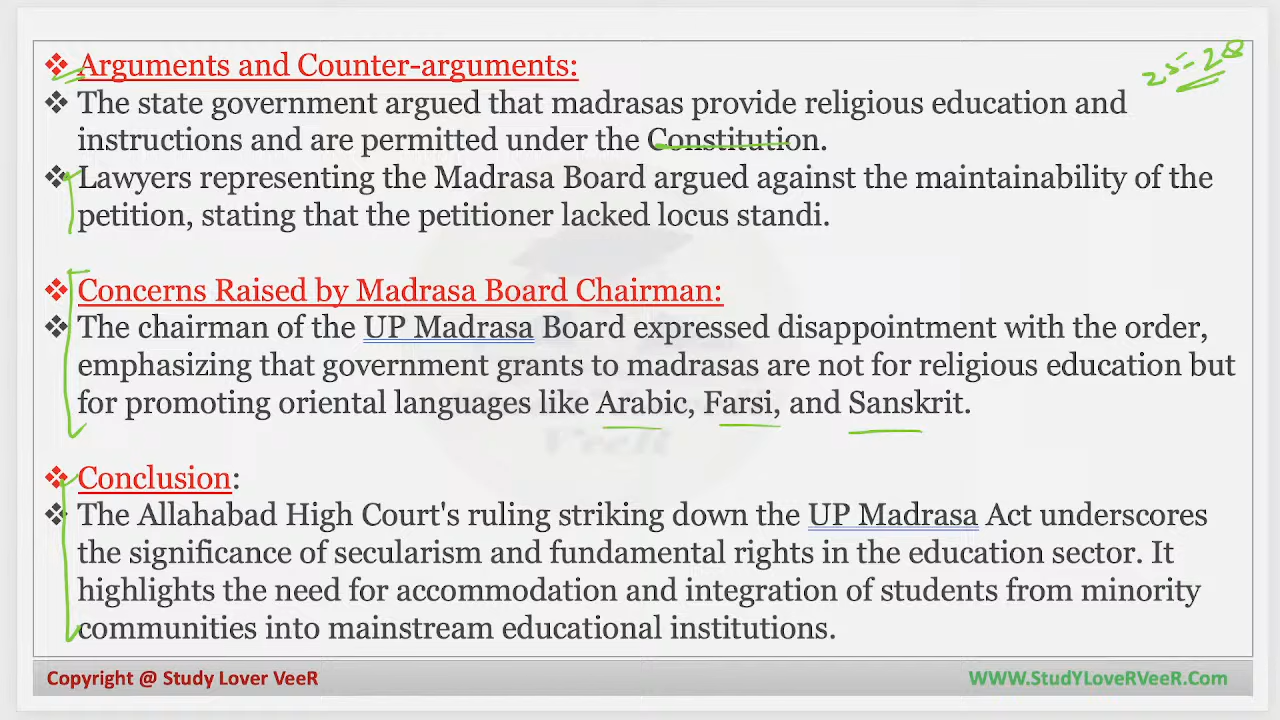 ❖ Arguments and Counter-arguments:
25-28
❖ The state government argued that madrasas provide religious education and
instructions and are permitted under the Constitution.
❖ Lawyers representing the Madrasa Board argued against the maintainability of the
petition, stating that the petitioner lacked locus standi.
❖ Concerns Raised by Madrasa Board Chairman:
❖ The chairman of the UP Madrasa Board expressed disappointment with the order,
emphasizing that government grants to madrasas are not for religious education but
for promoting oriental languages like Arabic, Farsi, and Sanskrit.
❖ Conclusion:
❖ The Allahabad High Court's ruling striking down the UP Madrasa Act underscores
the significance of secularism and fundamental rights in the education sector. It
highlights the need for accommodation and integration of students from minority
communities into mainstream educational institutions.
Copyright @ Study Lover VeeR
WWW.StudYLoveRVeeR.Com